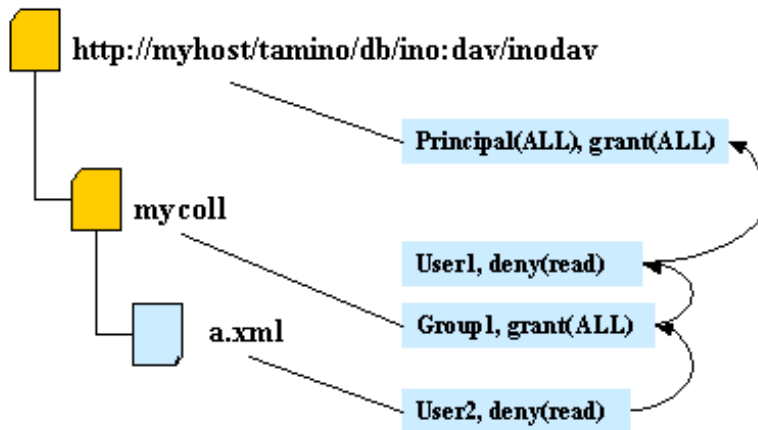 http://myhost/tamino/db/ino:dav/inodav
Principal(ALL), grant(ALL)
mycoll
User1, deny(read)
Group1, grant(ALL)
a.xml
User2, deny(read)